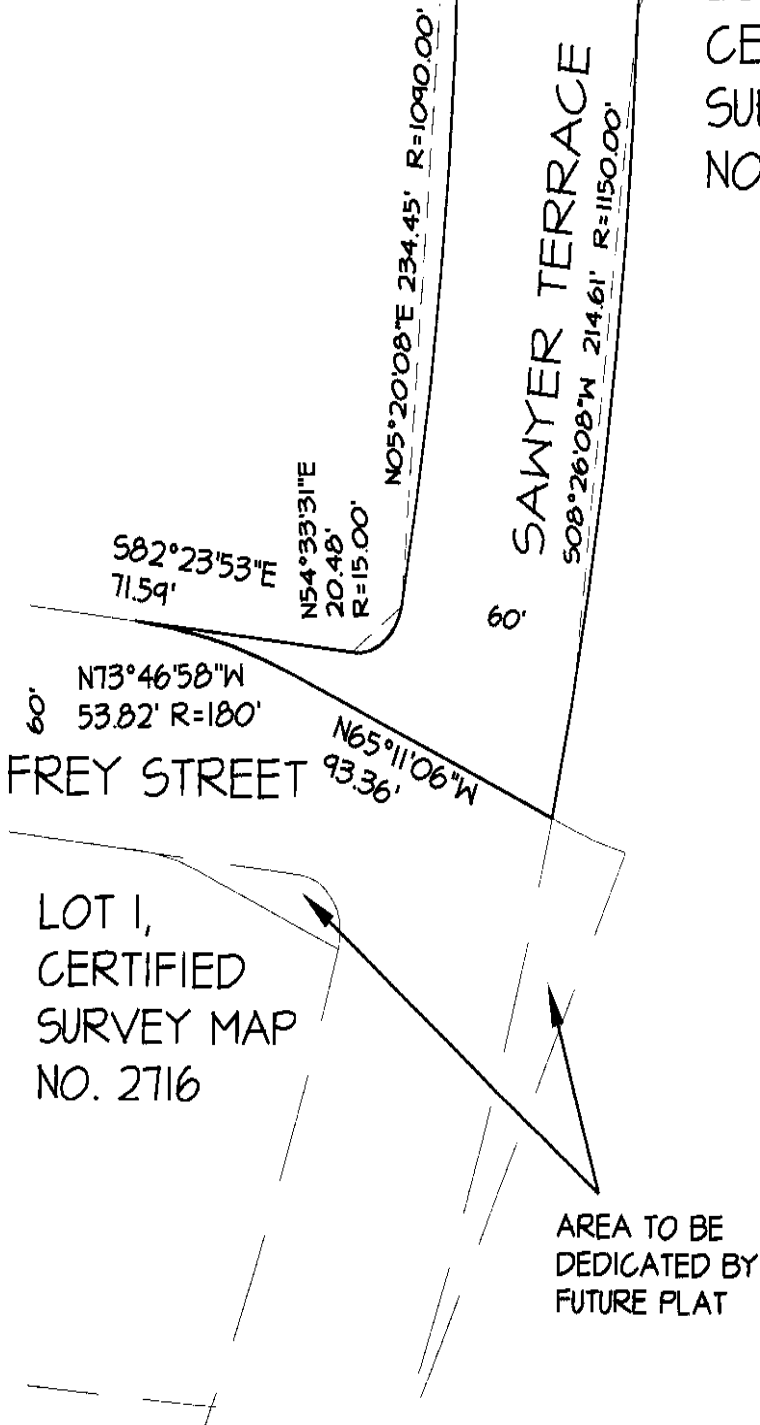 CE
SU
NO
R=1090.00'
N05°20'08"E 234.45'
SAWYER TERRACE
S08°26'08"W 214.61' R=1150.00'
N54°33'31"E
20.48'
R=15.00'
S82°23'53"E
71.59'
60'
60'
N73°46'58"W
53.82' R=180'
N65°11'06"W
93.36'
FREY STREET
LOT 1,
CERTIFIED
SURVEY MAP
NO. 2716
AREA TO BE
DEDICATED BY
FUTURE PLAT